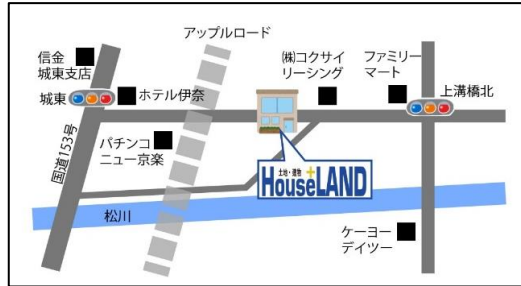 アップルロード
信金
城東支店
㈱コクサイ
リーシング
ファミリー
マート
城東
ホテル伊奈
上溝橋北
国道153号
パチンコ
ニュー京楽
土地・建物
HouseLAND
松川
ケーヨー
デイツー